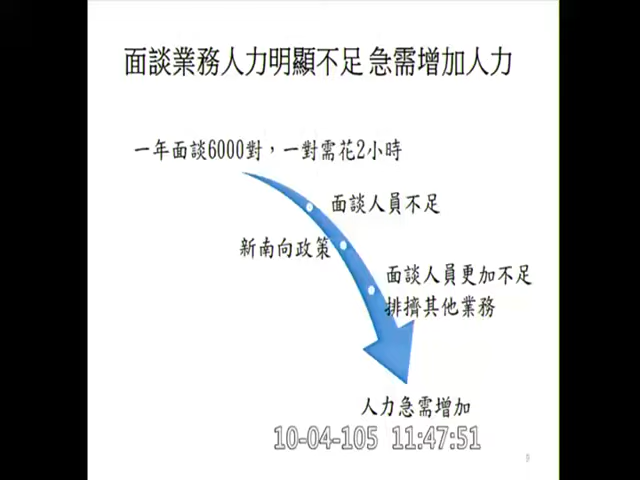 面談業務人力明顯不足 急需增加人力
一年面談6000對，一對需花2小時
面談人員不足
新南向政策
面談人員更加不足
排擠其他業務
人力急需增加
10-04-105 11:47:51
9